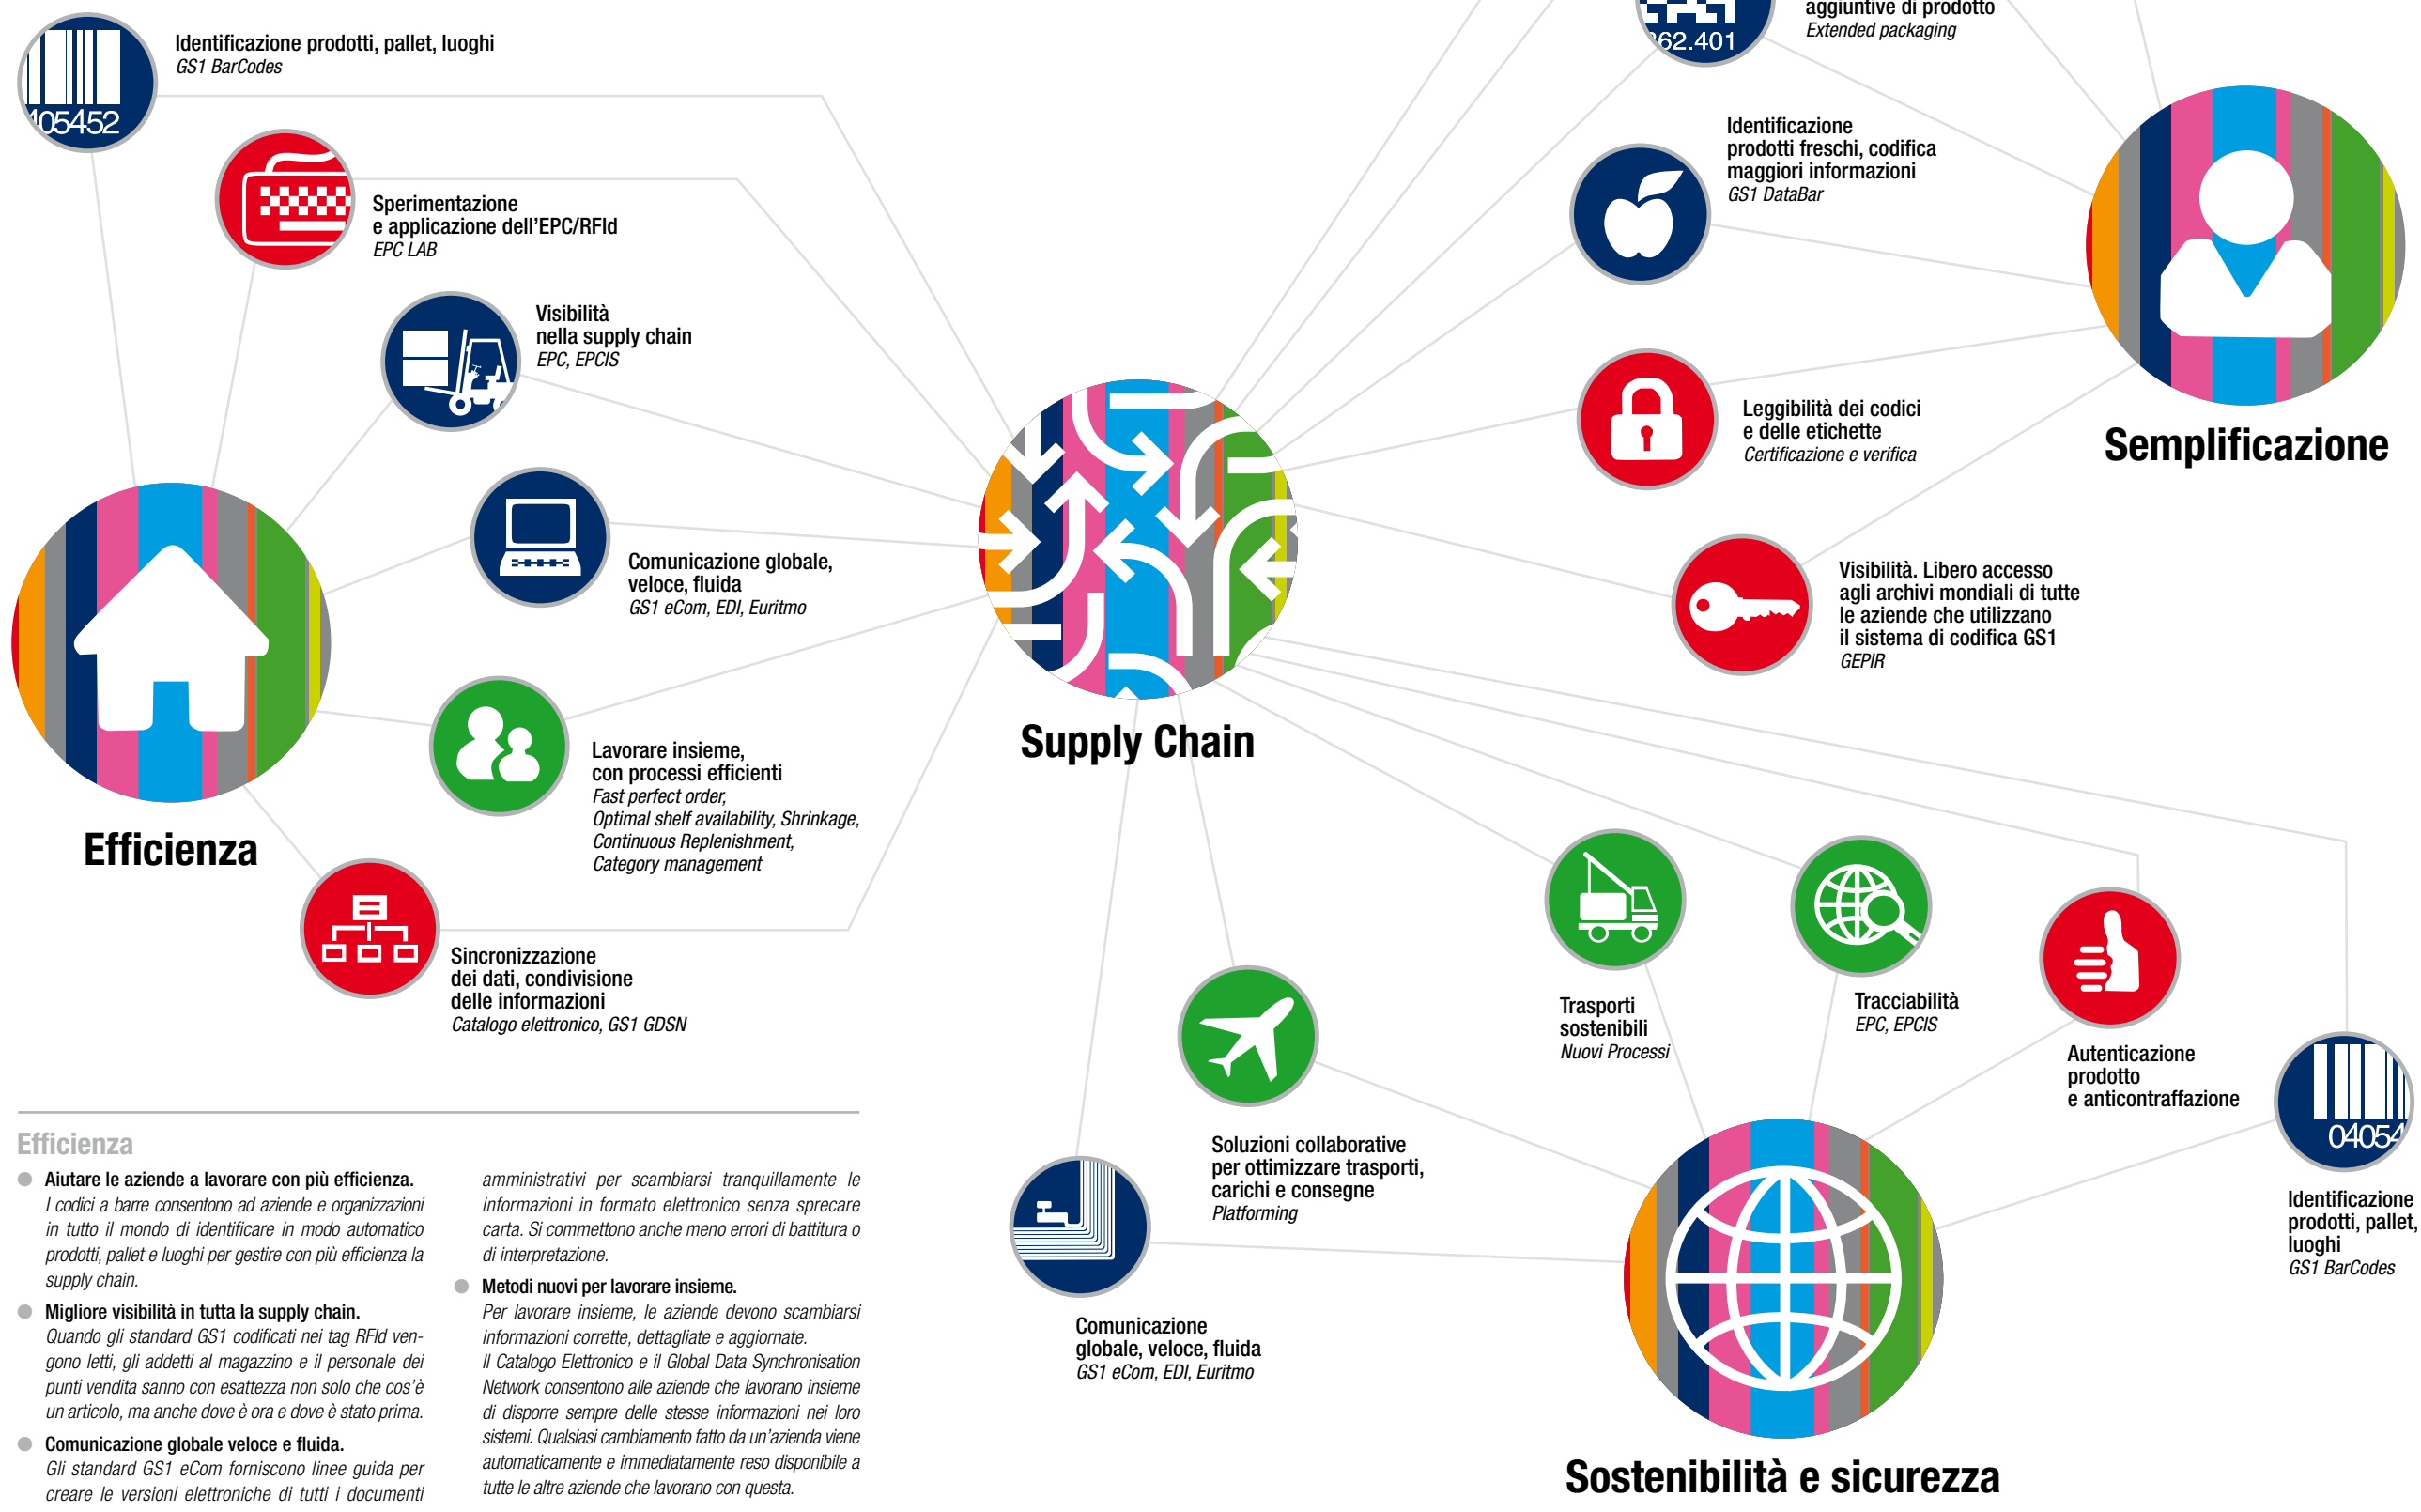 405452
Identificazione prodotti, pallet, luoghi
GS1 BarCodes
Sperimentazione
e applicazione dell'EPC/RFId
EPC LAB
Visibilità
nella supply chain
EPC, EPCIS
Comunicazione globale,
veloce, fluida
GS1 eCom, EDI, Euritmo
Lavorare insieme,
con processi efficienti
Fast perfect order,
Optimal shelf availability, Shrinkage,
Continuous Replenishment,
Category management
Efficienza
Sincronizzazione
dei dati, condivisione
delle informazioni
Catalogo elettronico, GS1 GDSN
Supply Chain
62.401
aggiuntive di prodotto
Extended packaging
Identificazione
prodotti freschi, codifica
maggiori informazioni
GS1 DataBar
Leggibilità dei codici
e delle etichette
Certificazione e verifica
Semplificazione
Visibilità. Libero accesso
agli archivi mondiali di tutte
le aziende che utilizzano
il sistema di codifica GS1
GEPIR
Trasporti
sostenibili
Nuovi Processi
Tracciabilità
EPC, EPCIS
Autenticazione
prodotto
e anticontraffazione
04054
Identificazione
prodotti, pallet,
luoghi
GS1 BarCodes
Soluzioni collaborative
per ottimizzare trasporti,
carichi e consegne
Platforming
Comunicazione
globale, veloce, fluida
GS1 eCom, EDI, Euritmo
Sostenibilità e sicurezza
Efficienza
Aiutare le aziende a lavorare con più efficienza.
I codici a barre consentono ad aziende e organizzazioni
in tutto il mondo di identificare in modo automatico
prodotti, pallet e luoghi per gestire con più efficienza la
supply chain.
Migliore visibilità in tutta la supply chain.
Quando gli standard GS1 codificati nei tag RFId ven-
gono letti, gli addetti al magazzino e il personale dei
punti vendita sanno con esattezza non solo che cos'è
un articolo, ma anche dove è ora e dove è stato prima.
Comunicazione globale veloce e fluida.
Gli standard GS1 eCom forniscono linee guida per
creare le versioni elettroniche di tutti i documenti
amministrativi per scambiarsi tranquillamente le
informazioni in formato elettronico senza sprecare
carta. Si commettono anche meno errori di battitura o
di interpretazione.
Metodi nuovi per lavorare insieme.
Per lavorare insieme, le aziende devono scambiarsi
informazioni corrette, dettagliate e aggiornate.
Il Catalogo Elettronico e il Global Data Synchronisation
Network consentono alle aziende che lavorano insieme
di disporre sempre delle stesse informazioni nei loro
sistemi. Qualsiasi cambiamento fatto da un'azienda viene
automaticamente e immediatamente reso disponibile a
tutte le altre aziende che lavorano con questa.